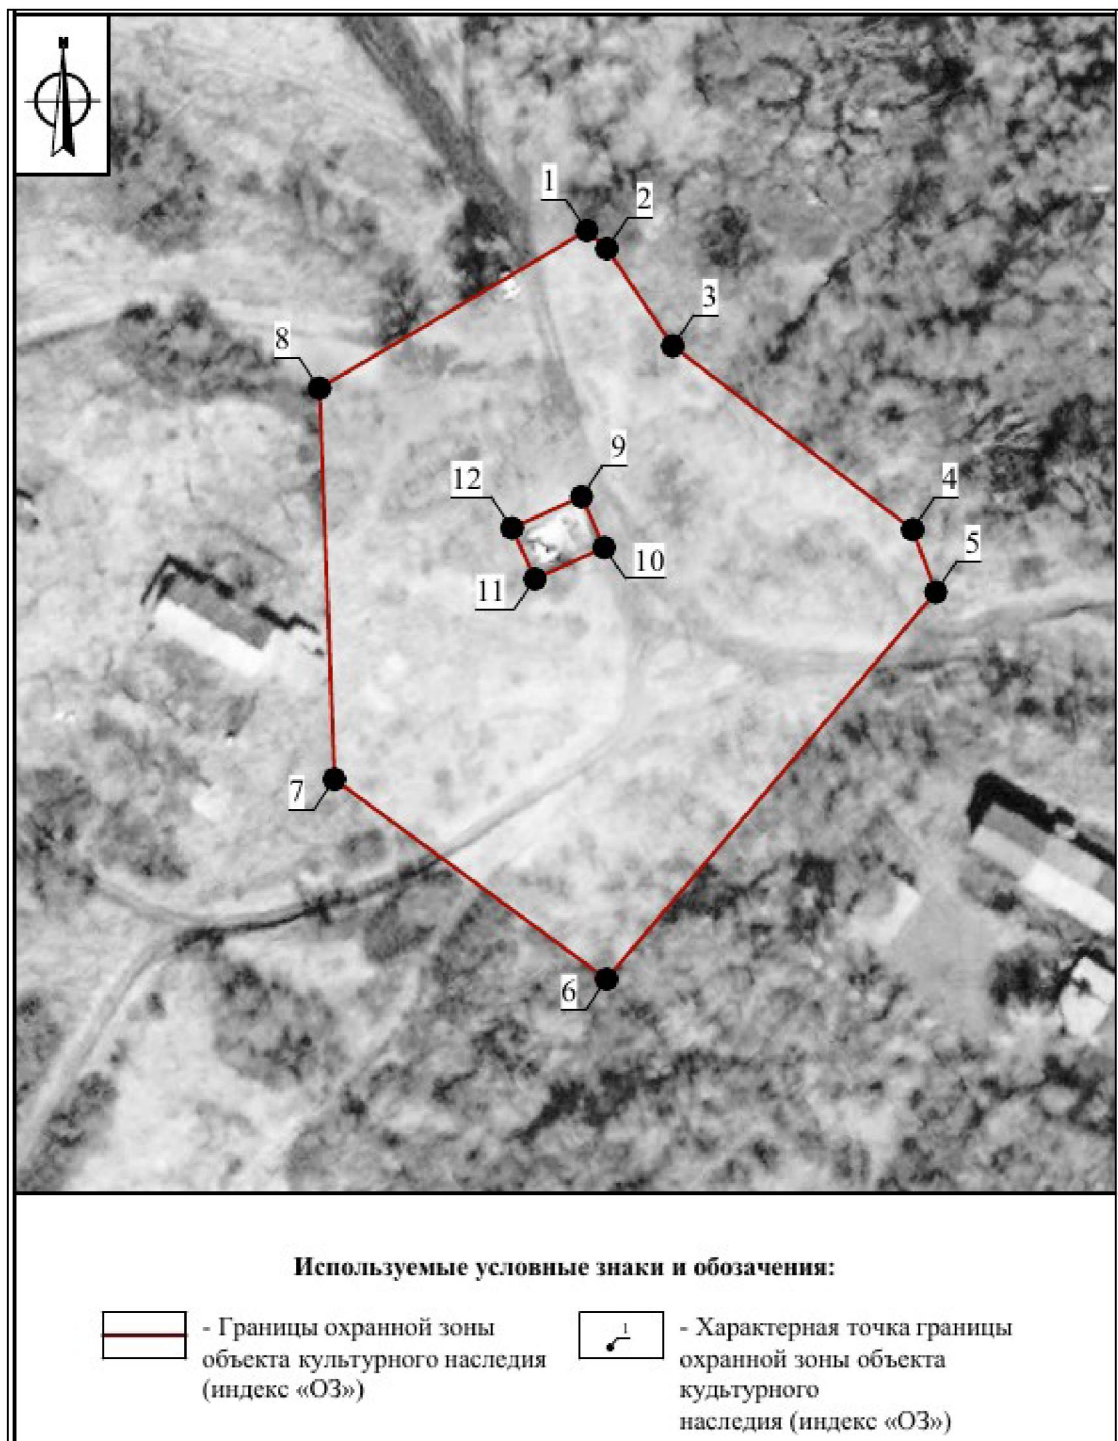 N
1
2
3
8
9
12
4
5
10
11
7
6
Используемые условные знаки и обозачения:
- Границы охранной зоны
объекта культурного наследия
(индекс «ОЗ»)
1
- Характерная точка границы
охранной зоны объекта
кудьтурного
наследия (индекс «ОЗ»)